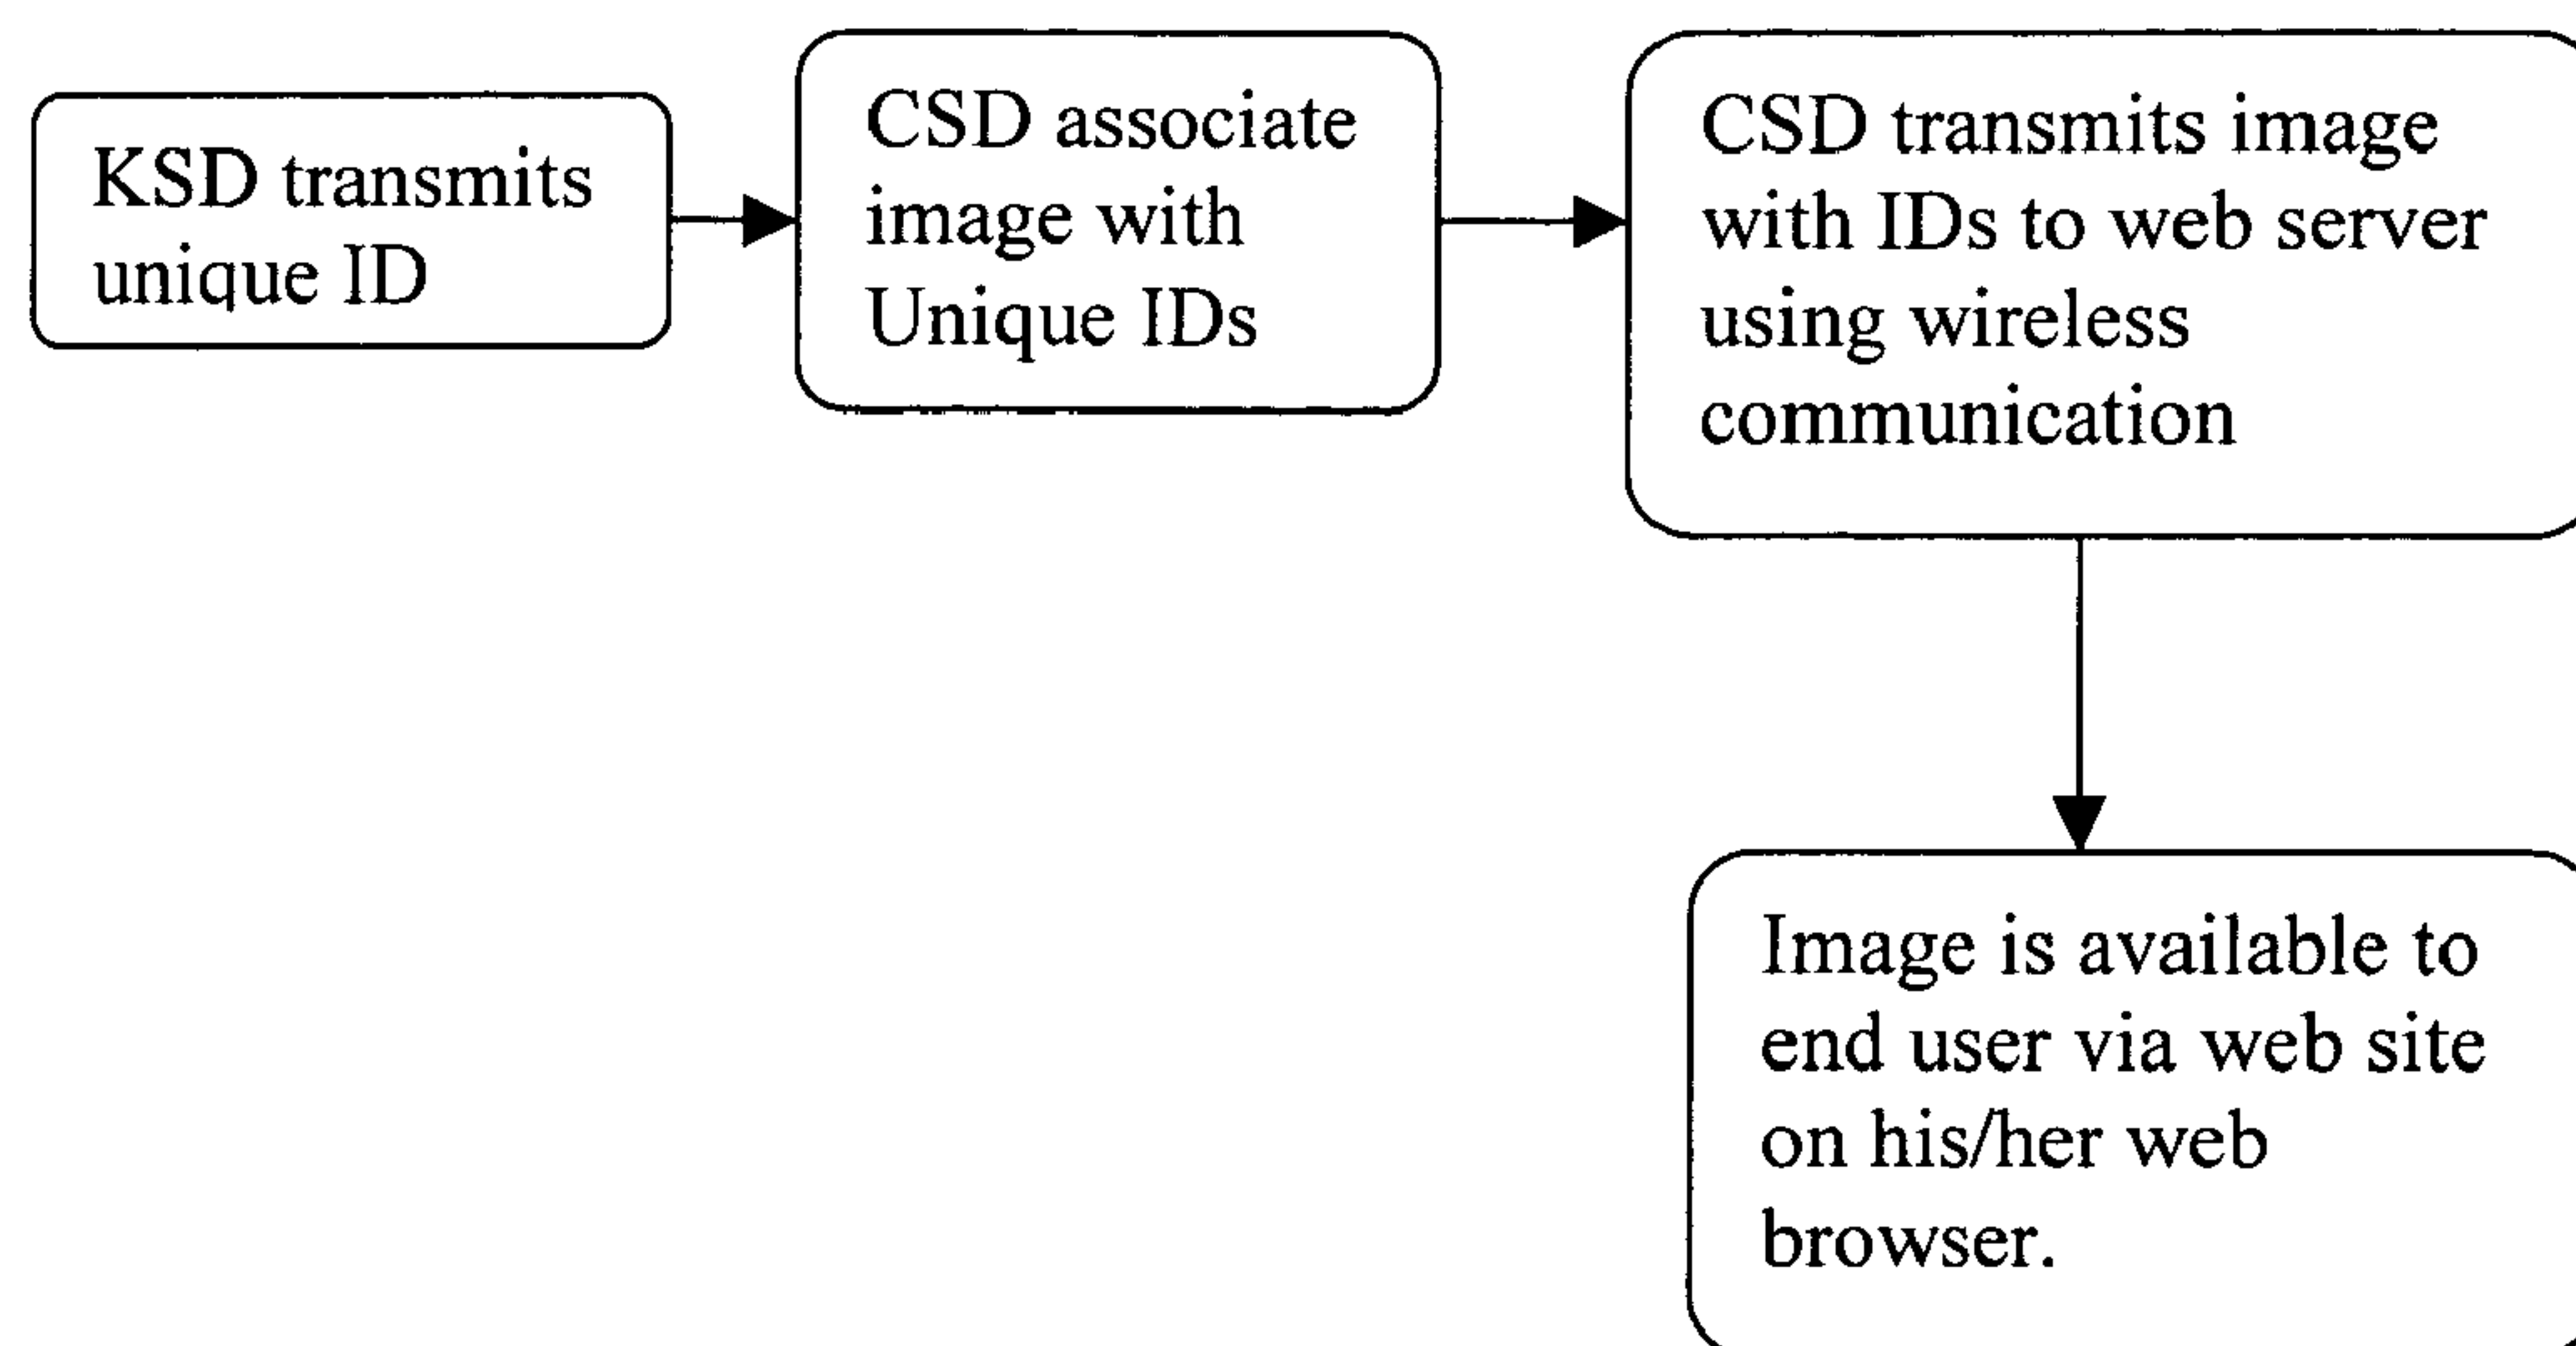 KSD transmits
unique ID
CSD associate
image with
Unique IDs
CSD transmits image
with IDs to web server
using wireless
communication
Image is available to
end user via web site
on his/her web
browser.